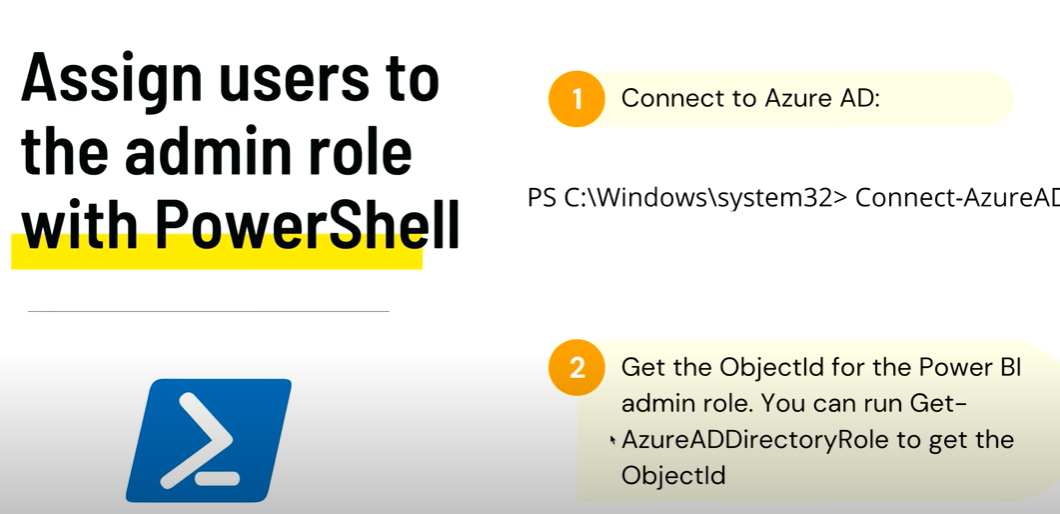 Assign users to
the admin role
with PowerShell
1
Connect to Azure AD:
PS C:\Windows\system32> Connect-AzureAD
2
Get the ObjectId for the Power BI
admin role. You can run Get-
AzureADDirectoryRole to get the
ObjectId